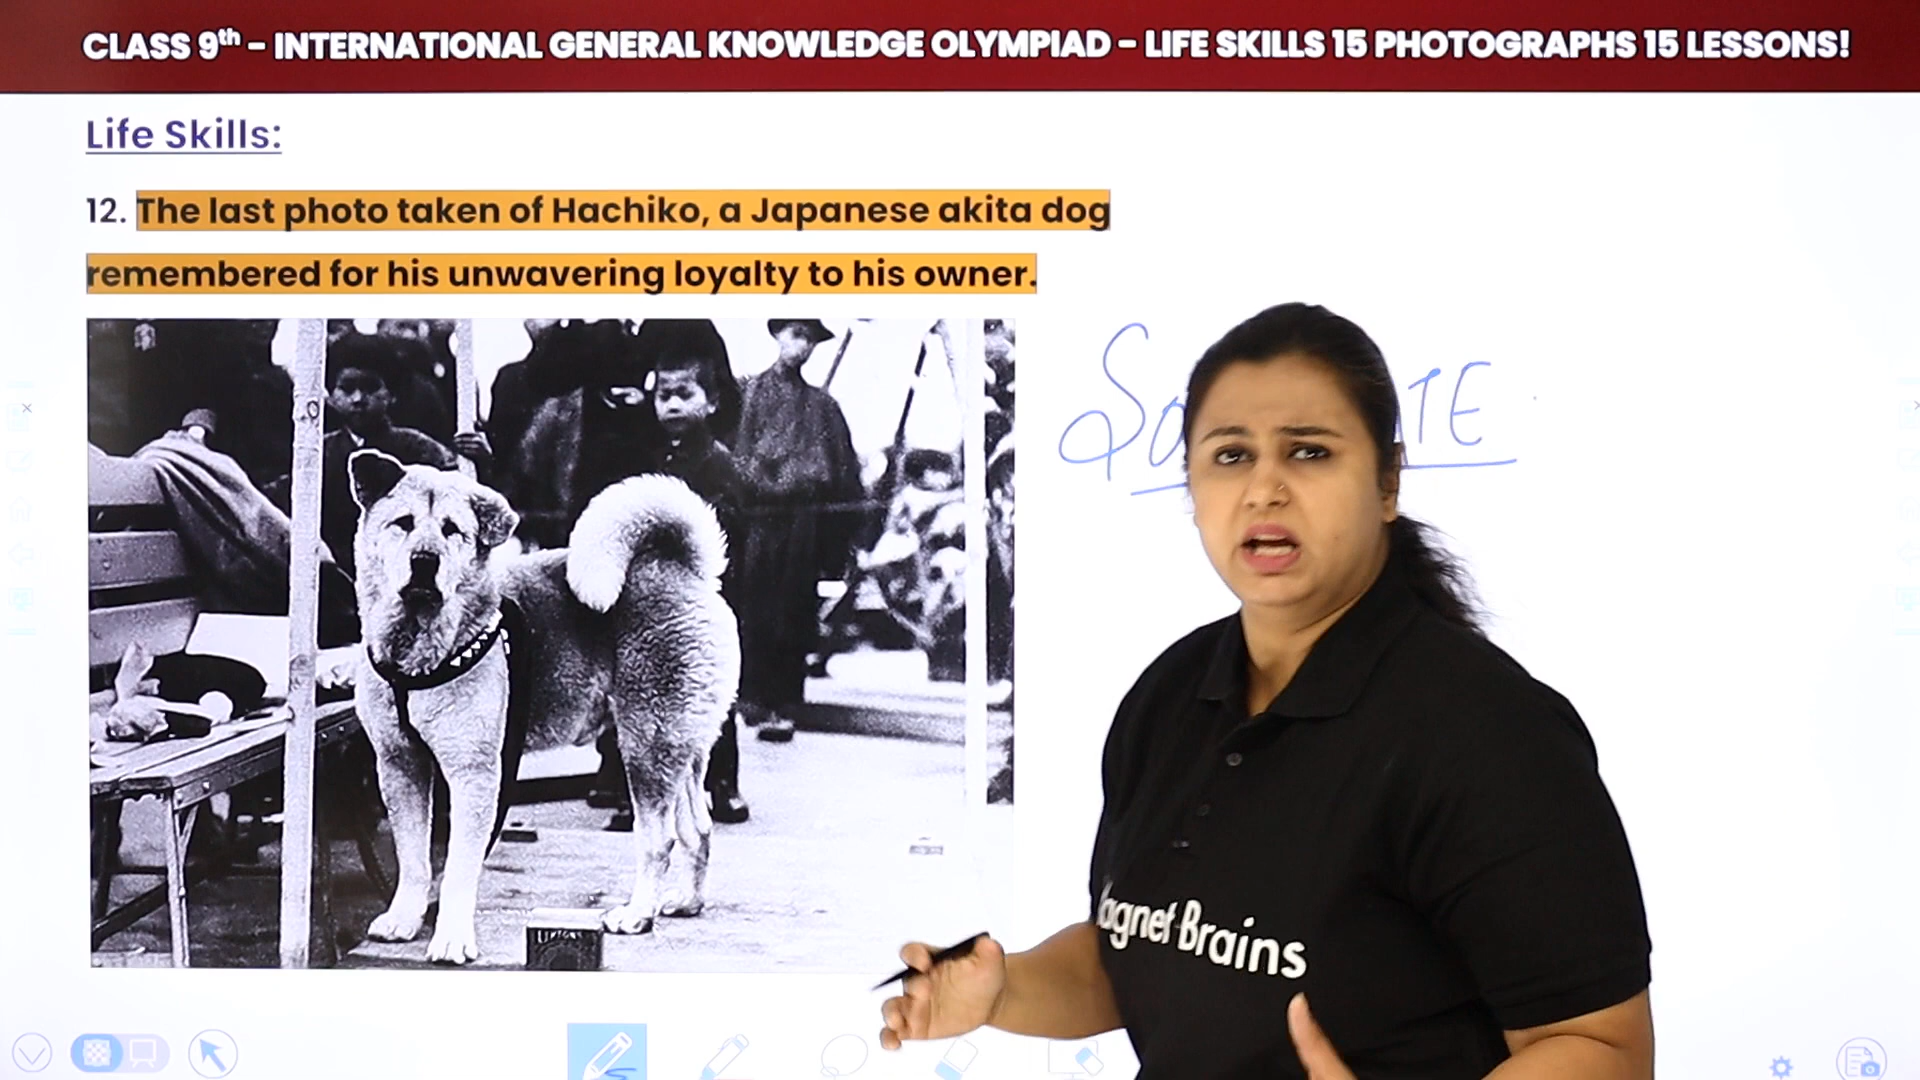 CLASS 9th – INTERNATIONAL GENERAL KNOWLEDGE OLYMPIAD – LIFE SKILLS 15 PHOTOGRAPHS 15 LESSONS!
Life Skills:
12. The last photo taken of Hachiko, a Japanese akita dog
remembered for his unwavering loyalty to his owner.
Magnet Brains